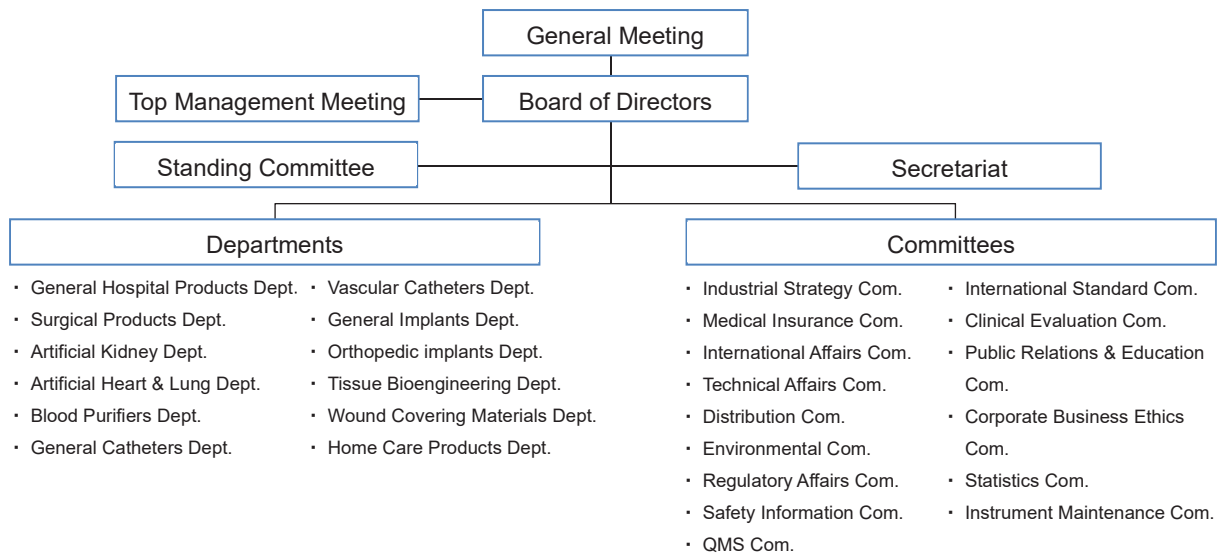 General Meeting
Top Management Meeting
Board of Directors
Standing Committee
Secretariat
Departments
・ General Hospital Products Dept.
・ Surgical Products Dept.
・ Artificial Kidney Dept.
・ Artificial Heart & Lung Dept.
・ Blood Purifiers Dept.
・ General Catheters Dept.
・ Vascular Catheters Dept.
・ General Implants Dept.
・ Orthopedic implants Dept.
・ Tissue Bioengineering Dept.
・ Wound Covering Materials Dept.
・ Home Care Products Dept.
Committees
・ Industrial Strategy Com.
・ Medical Insurance Com.
・ International Affairs Com.
・ Technical Affairs Com.
・ Distribution Com.
・ Environmental Com.
・ Regulatory Affairs Com.
・ Safety Information Com.
・ QMS Com.
・ International Standard Com.
・ Clinical Evaluation Com.
・ Public Relations & Education
Com.
・ Corporate Business Ethics
Com.
・ Statistics Com.
・ Instrument Maintenance Com.